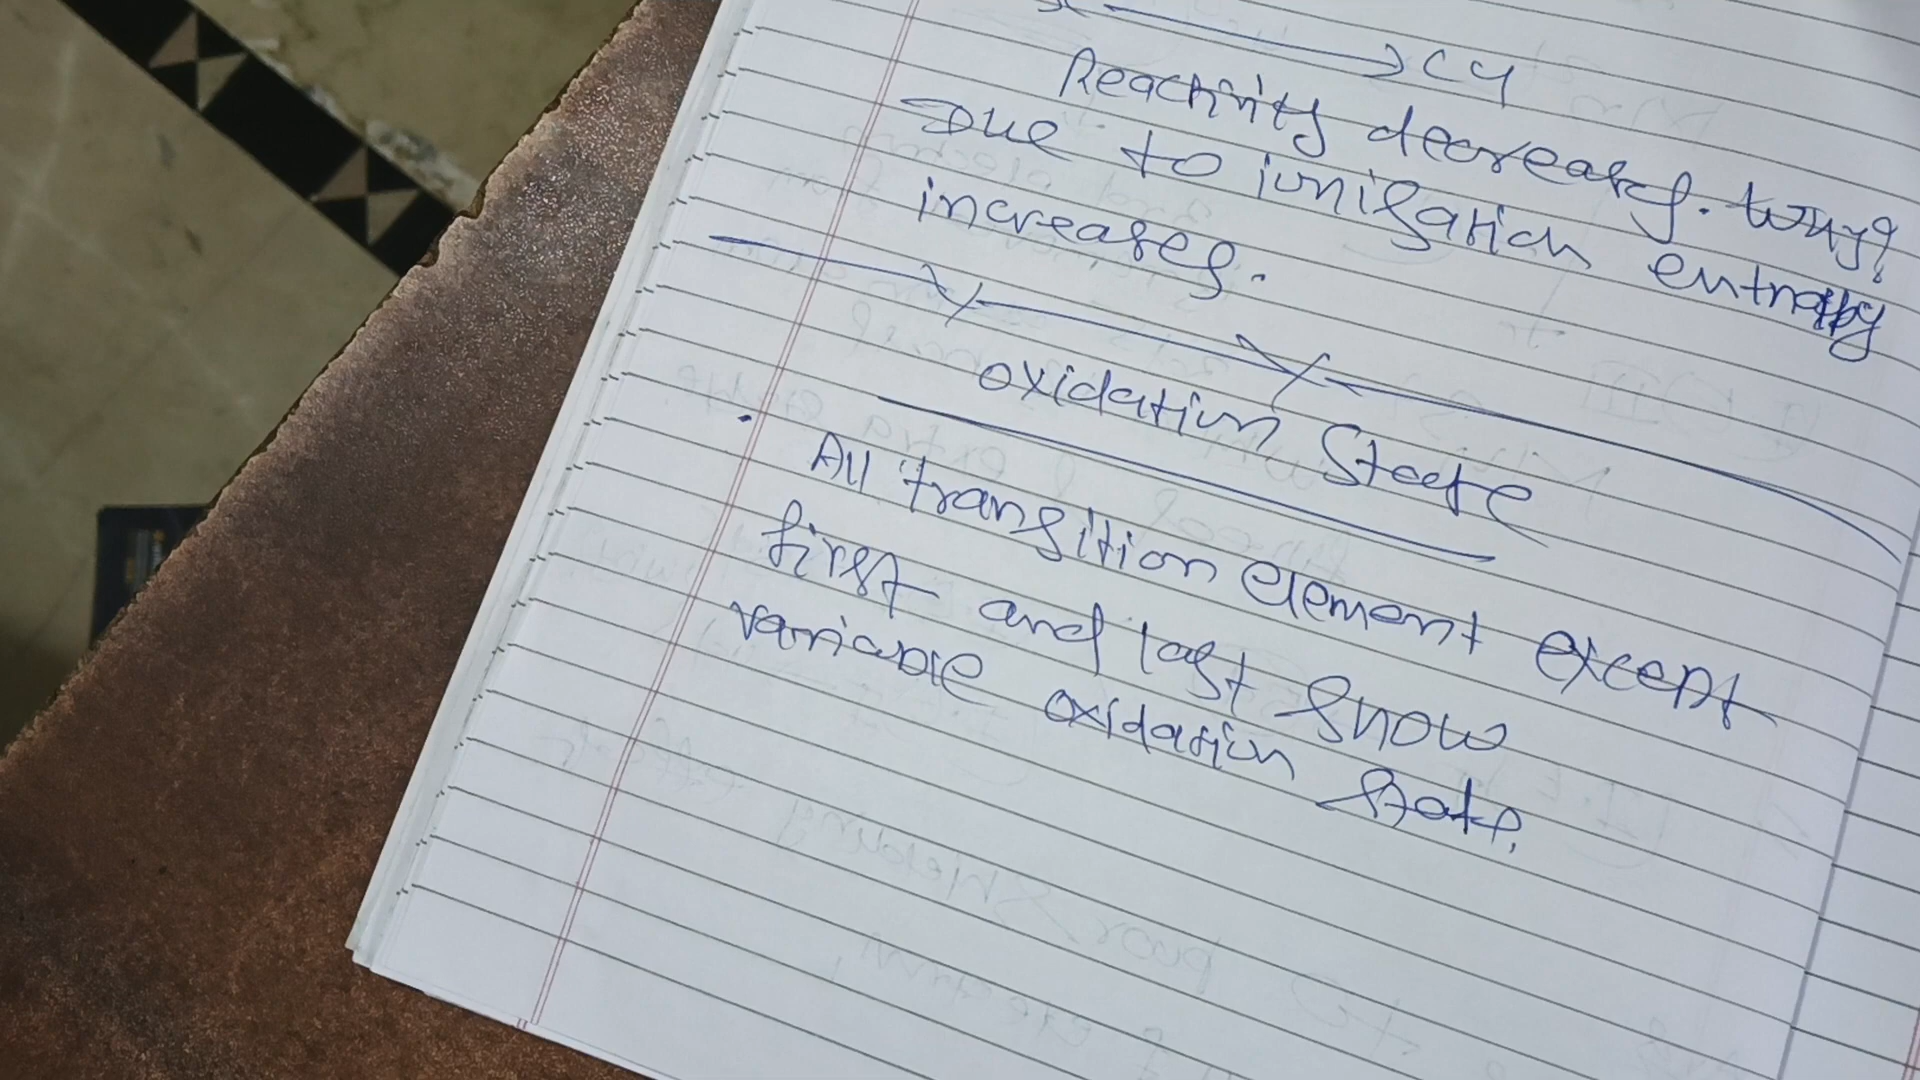 → Cu
Reactivity decreases. Why?
Due to ionisation enthalpy
increases.
Oxidation State
• All transition element except
first and last show
variable oxidation state.